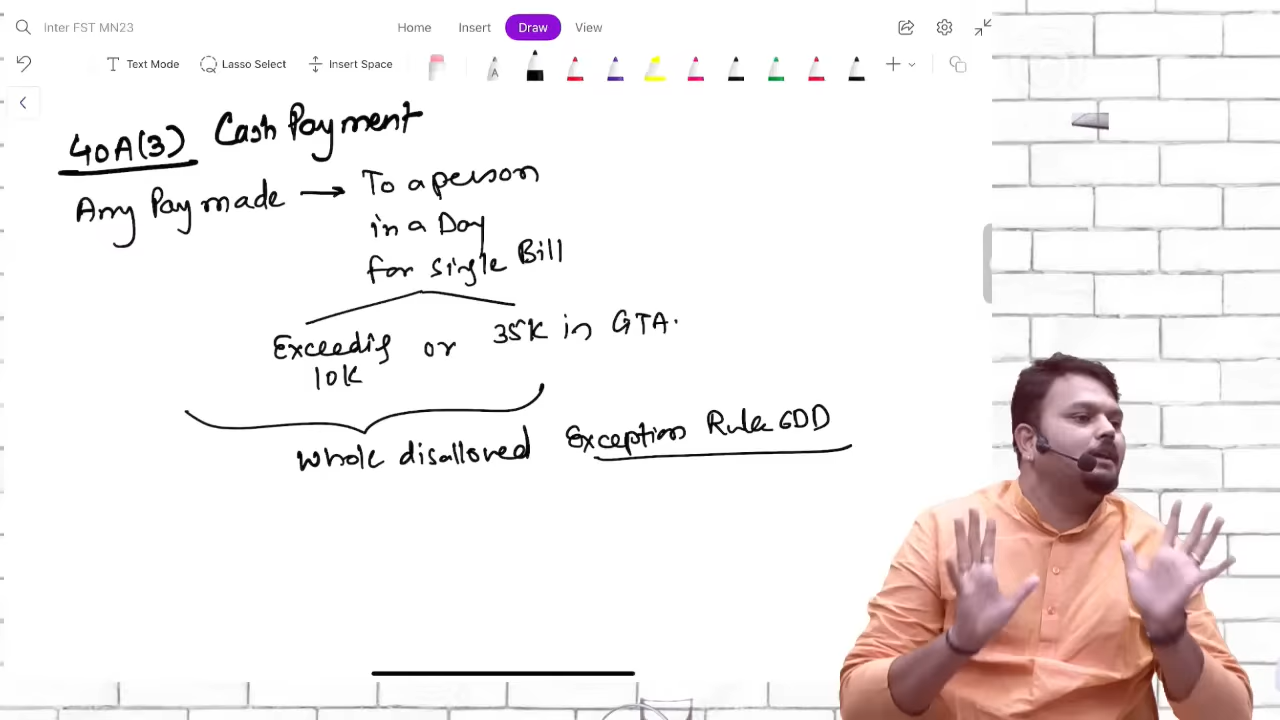 Inter FST MN23
Home Insert Draw View
Text Mode Lasso Select Insert Space
40A(3) Cash Payment
Any Pay made → To a person
in a Day
for single Bill
Exceedig or 35K in GTA.
10K
Whole disallowed Exception Rule 6DD